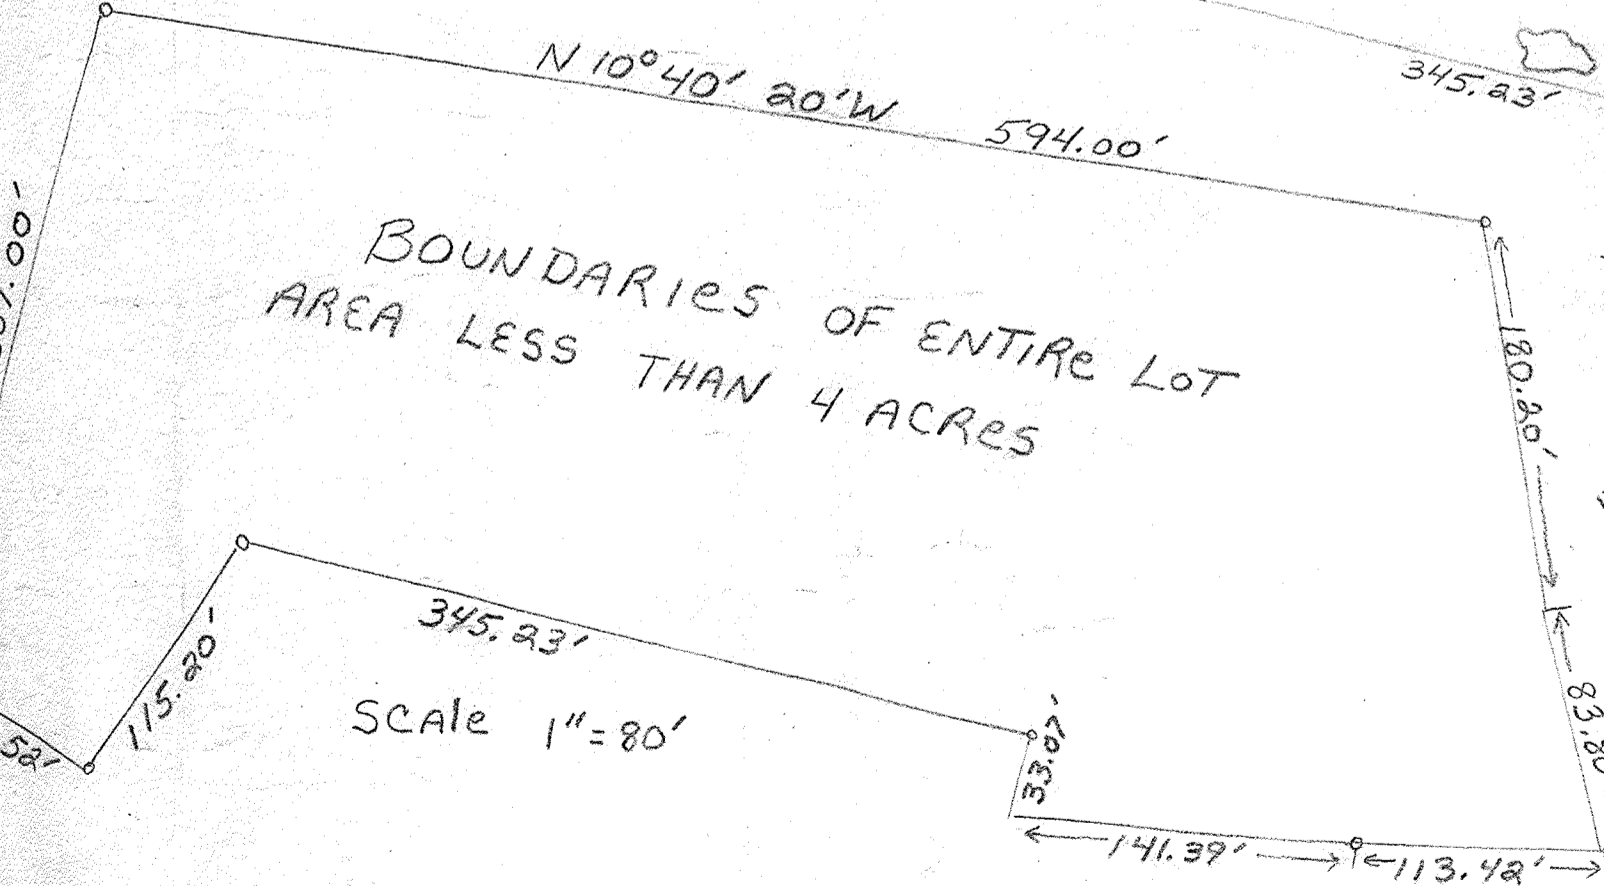 N 10° 40' 20' W 594.00'
345.23'
BOUNDARIES OF ENTIRE LOT
AREA LESS THAN 4 ACRES
180.20'
345.23'
115.20'
SCALE 1" = 80'
52'
33.07'
83.80
141.39'
113.42'